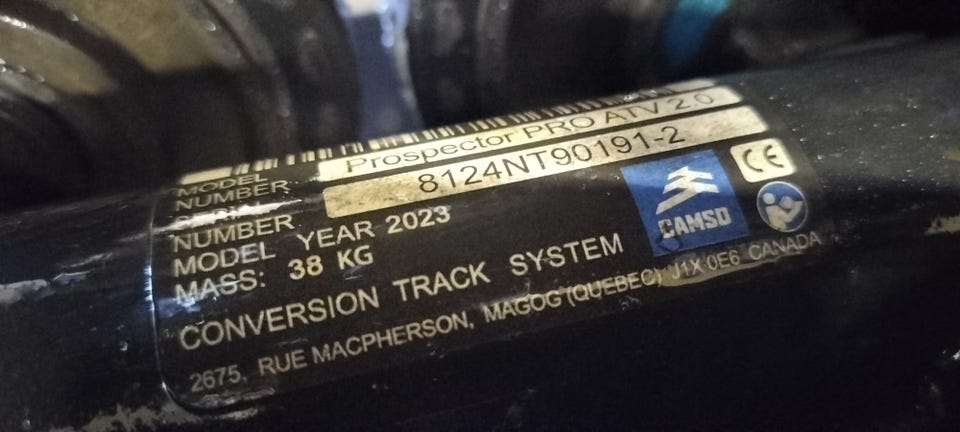 MODEL NUMBER Prospector PRO ATV 2.0
SERIAL NUMBER 8124NT90191-2
MODEL YEAR 2023
MASS: 38 KG
CONVERSION TRACK SYSTEM
CAMSO
CE
2675, RUE MACPHERSON, MAGOG (QUEBEC) J1X 0E6 CANADA